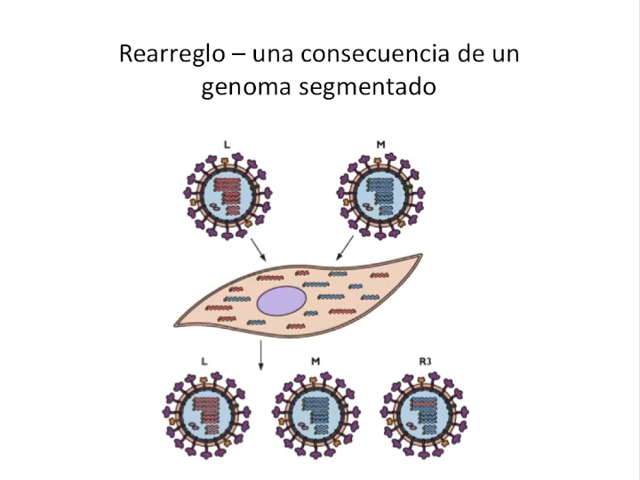 Rearreglo – una consecuencia de un
genoma segmentado
L
M
L
M
R3